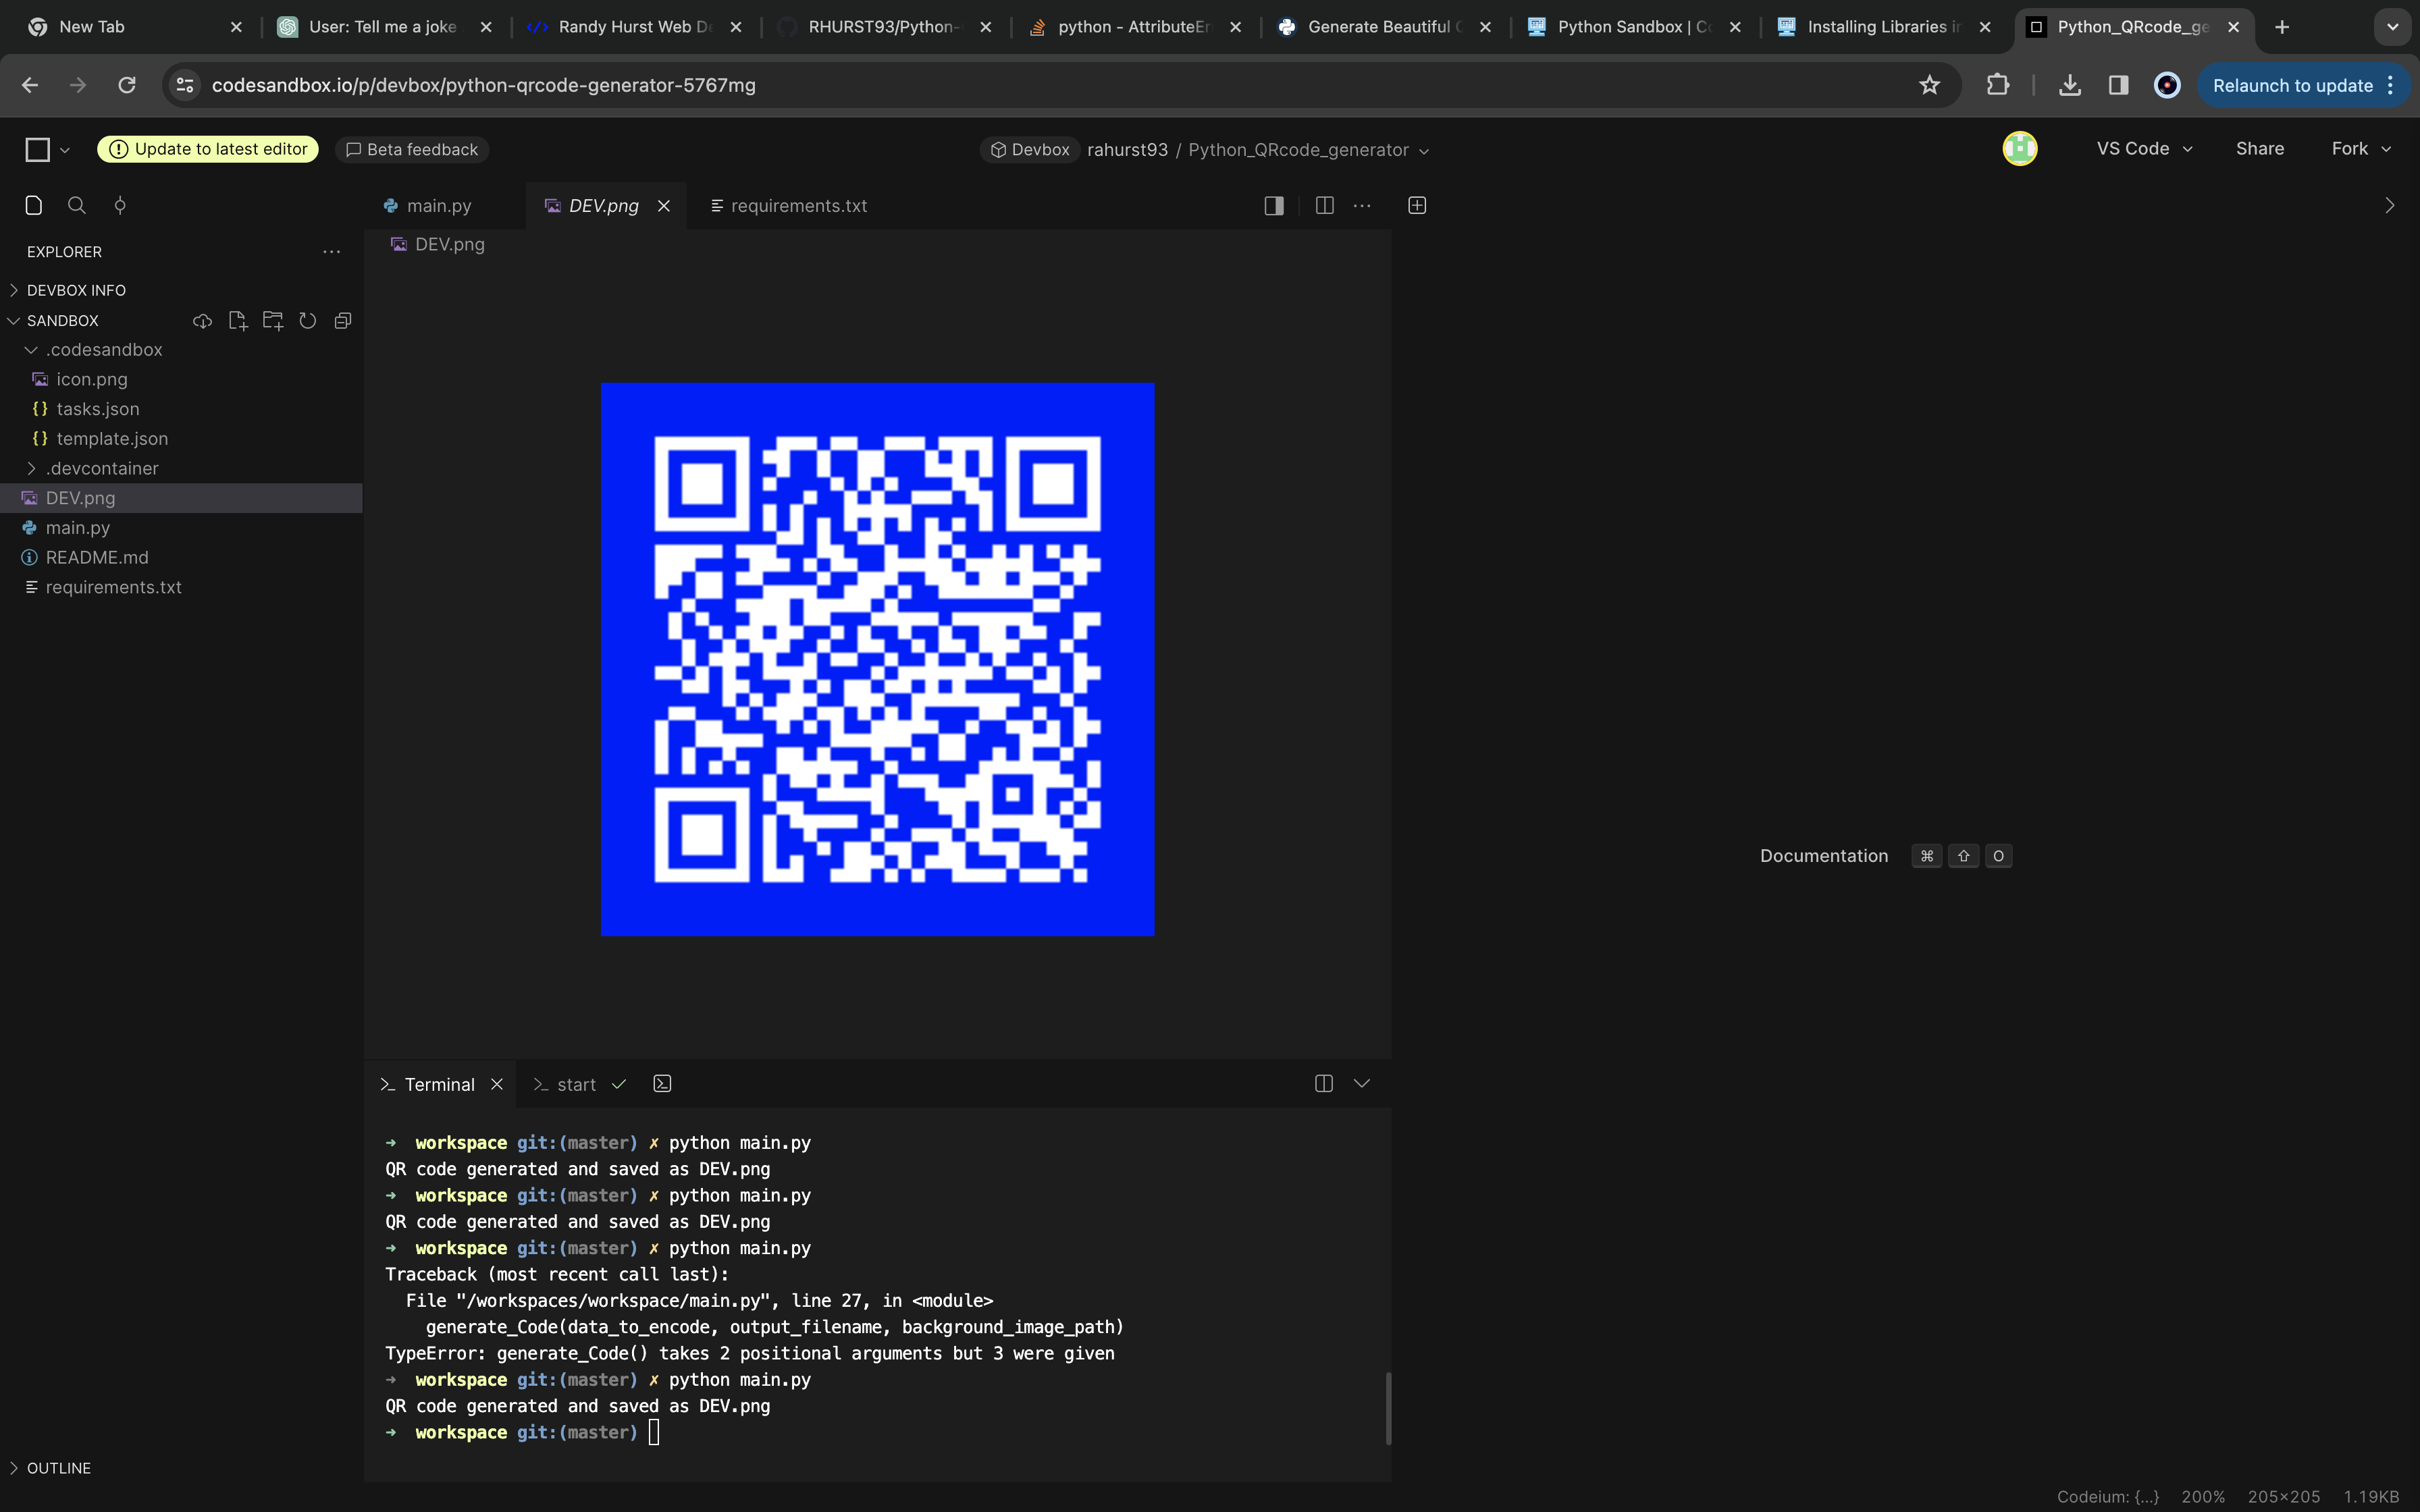 New Tab
User: Tell me a joke
Randy Hurst Web De
RHURST93/Python-
python - AttributeEr
Generate Beautiful
Python Sandbox | Co
Installing Libraries in
Python_QRcode_ge
codesandbox.io/p/devbox/python-qrcode-generator-5767mg
Relaunch to update
Update to latest editor
Beta feedback
Devbox rahurst93 / Python_QRcode_generator
VS Code
Share
Fork
main.py
DEV.png
requirements.txt
DEV.png
EXPLORER
DEVBOX INFO
SANDBOX
.codesandbox
icon.png
tasks.json
template.json
.devcontainer
DEV.png
main.py
README.md
requirements.txt
OUTLINE
Documentation ⌘ ⇧ O
Terminal
start
➜ workspace git:(master) ✗ python main.py
QR code generated and saved as DEV.png
➜ workspace git:(master) ✗ python main.py
QR code generated and saved as DEV.png
➜ workspace git:(master) ✗ python main.py
Traceback (most recent call last):
File "/workspaces/workspace/main.py", line 27, in <module>
generate_Code(data_to_encode, output_filename, background_image_path)
TypeError: generate_Code() takes 2 positional arguments but 3 were given
➜ workspace git:(master) ✗ python main.py
QR code generated and saved as DEV.png
➜ workspace git:(master)
Codeium: {...} 200% 205×205 1.19KB